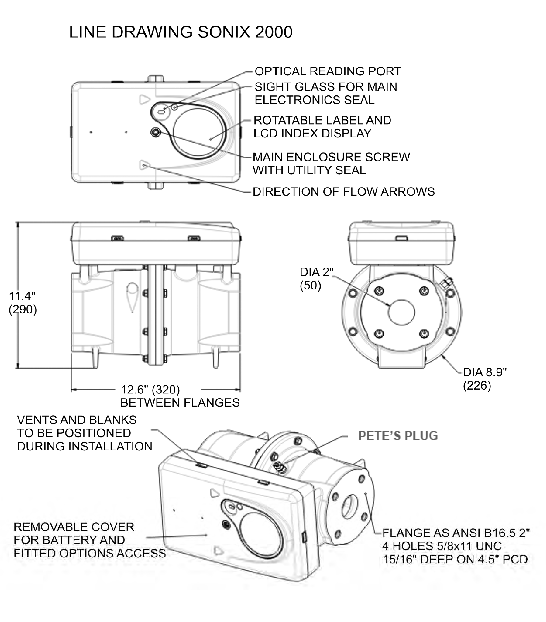 LINE DRAWING SONIX 2000
OPTICAL READING PORT
SIGHT GLASS FOR MAIN
ELECTRONICS SEAL
ROTATABLE LABEL AND
LCD INDEX DISPLAY
MAIN ENCLOSURE SCREW
WITH UTILITY SEAL
DIRECTION OF FLOW ARROWS
11.4"
(290)
12.6" (320)
BETWEEN FLANGES
DIA 2"
(50)
DIA 8.9"
(226)
VENTS AND BLANKS
TO BE POSITIONED
DURING INSTALLATION
PETE'S PLUG
REMOVABLE COVER
FOR BATTERY AND
FITTED OPTIONS ACCESS
FLANGE AS ANSI B16.5 2"
4 HOLES 5/8x11 UNC
15/16" DEEP ON 4.5" PCD